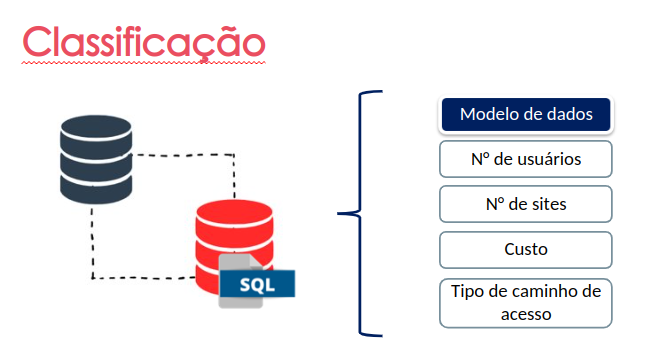 Classificação
Modelo de dados
Nº de usuários
Nº de sites
Custo
Tipo de caminho de
acesso
SQL